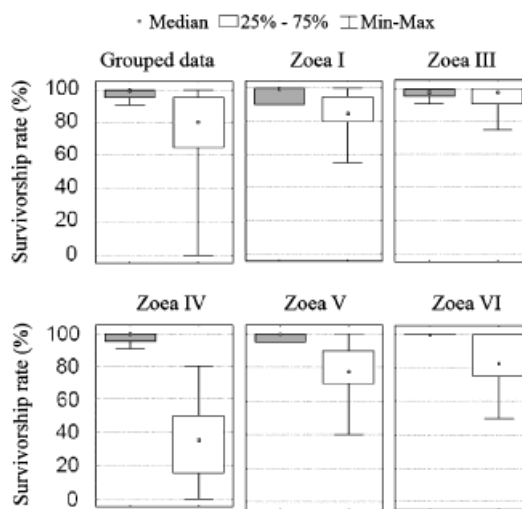 Median 25% - 75% Min-Max
Grouped data Zoea I Zoea III
Survivorship rate (%)
100
80
60
40
20
0
Zoea IV Zoea V Zoea VI
Survivorship rate (%)
100
80
60
40
20
0